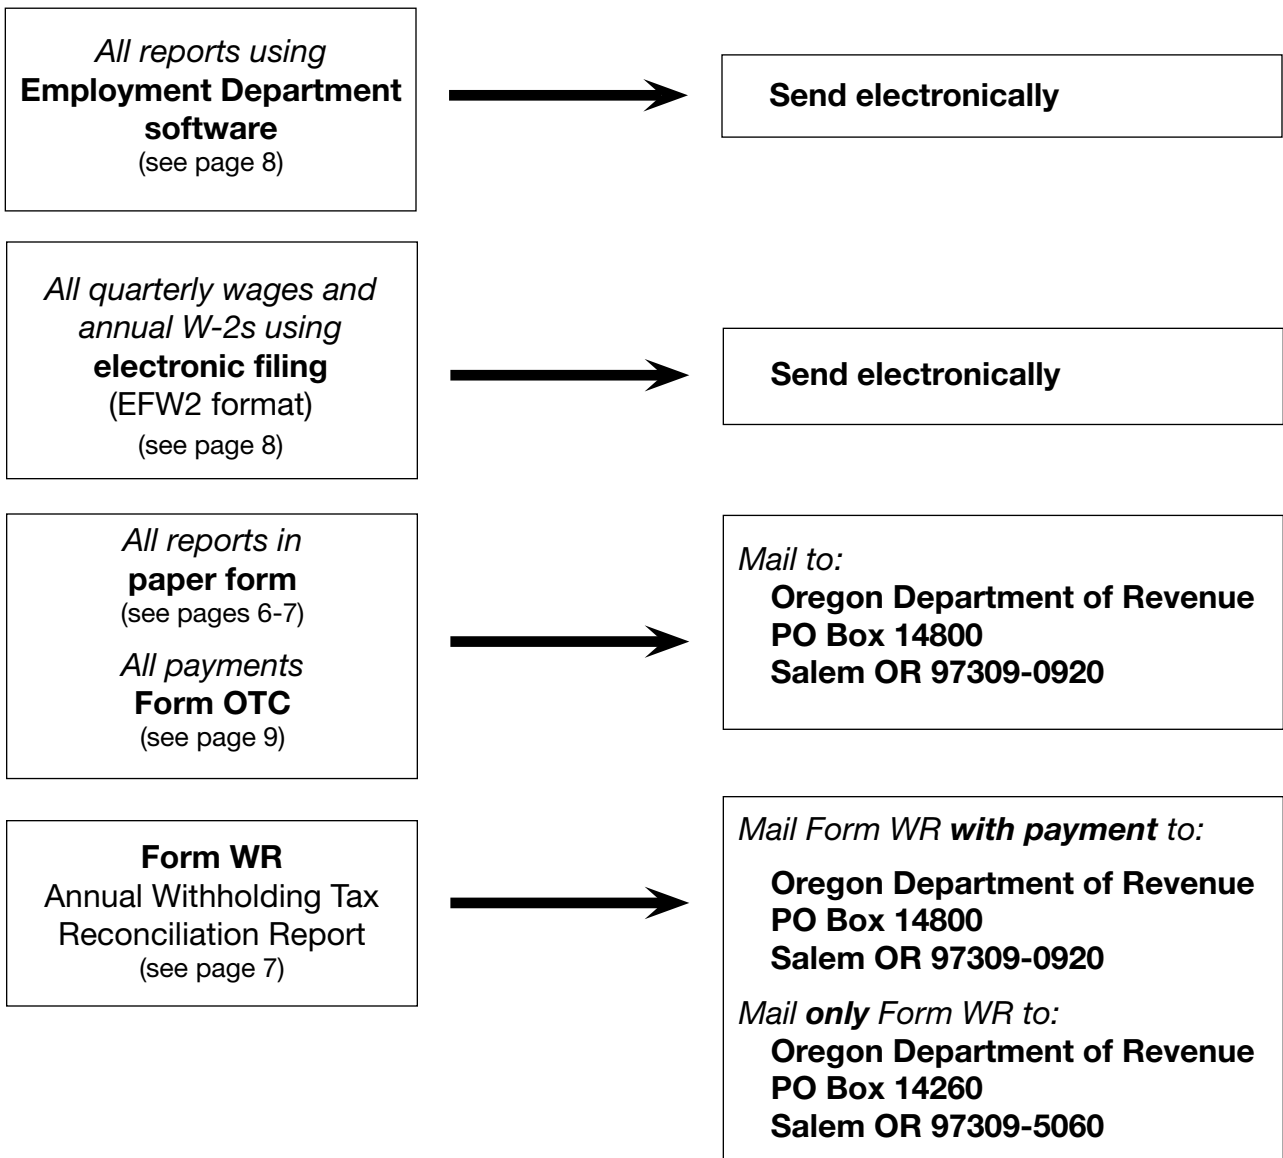 All reports using
Employment Department
software
(see page 8)
Send electronically
All quarterly wages and
annual W-2s using
electronic filing
(EFW2 format)
(see page 8)
Send electronically
All reports in
paper form
(see pages 6-7)
All payments
Form OTC
(see page 9)
Mail to:
Oregon Department of Revenue
PO Box 14800
Salem OR 97309-0920
Form WR
Annual Withholding Tax
Reconciliation Report
(see page 7)
Mail Form WR with payment to:
Oregon Department of Revenue
PO Box 14800
Salem OR 97309-0920
Mail only Form WR to:
Oregon Department of Revenue
PO Box 14260
Salem OR 97309-5060